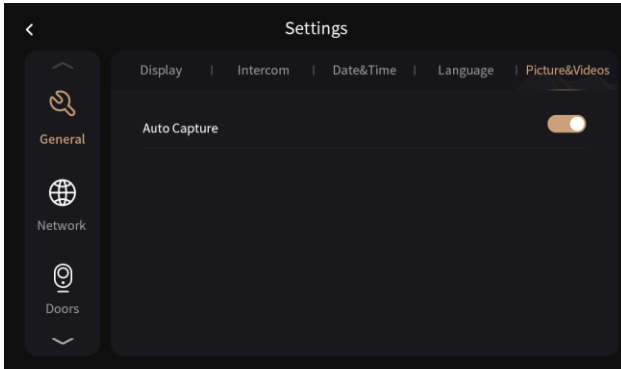 Settings
Display | Intercom | Date&Time | Language | Picture&Videos
General
Auto Capture
Network
Doors